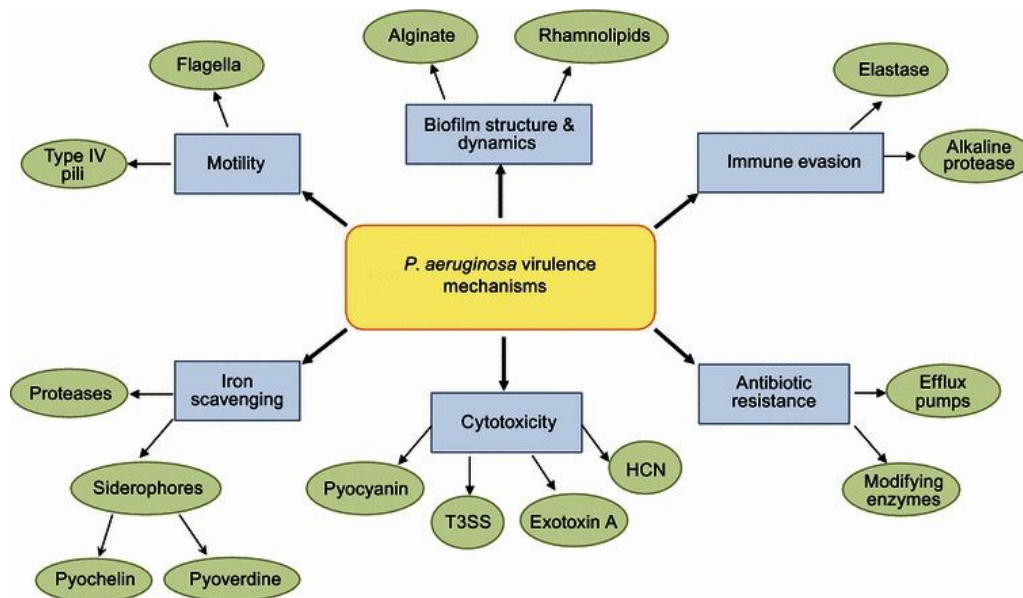 Alginate
Rhamnolipids
Flagella
Elastase
Biofilm structure &
dynamics
Type IV
pili
Motility
Immune evasion
Alkaline
protease
P. aeruginosa virulence
mechanisms
Proteases
Iron
scavenging
Cytotoxicity
Antibiotic
resistance
Efflux
pumps
Siderophores
Pyocyanin
T3SS
Exotoxin A
HCN
Modifying
enzymes
Pyochelin
Pyoverdine